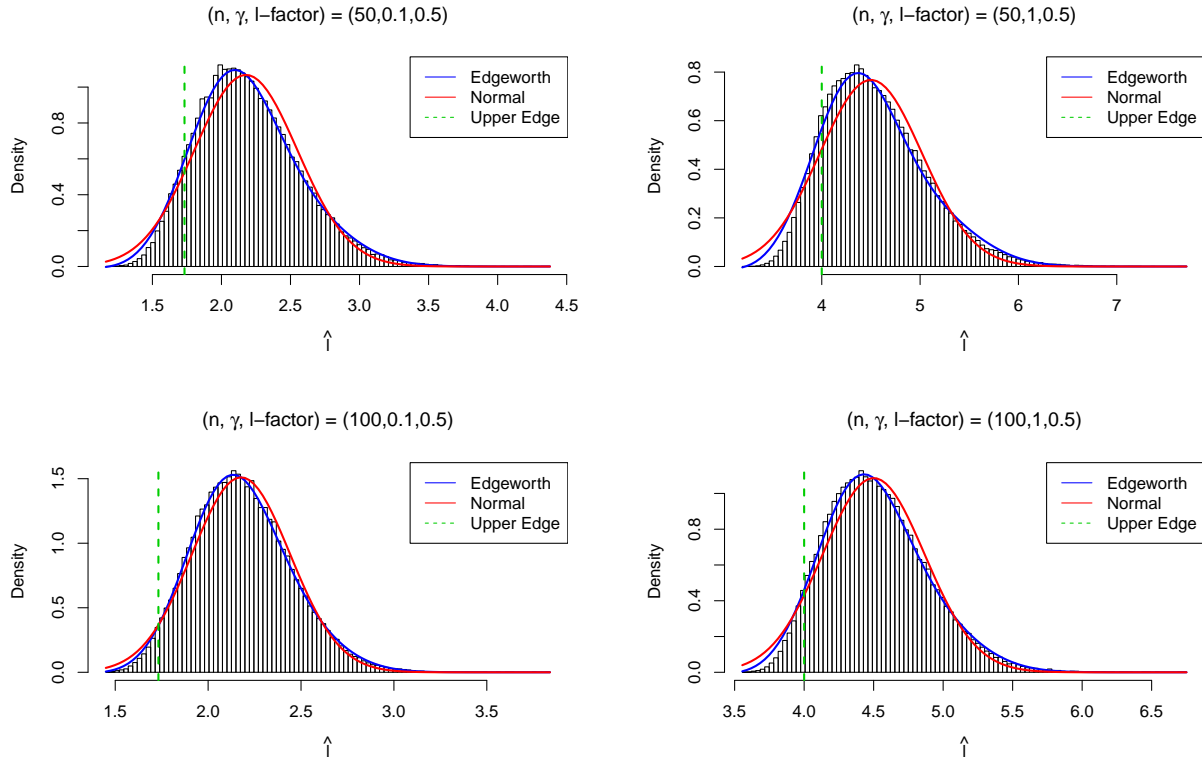 (n, γ, l−factor) = (50,0.1,0.5)
Density
0.0 0.4 0.8
Edgeworth
Normal
Upper Edge
1.5 2.0 2.5 3.0 3.5 4.0 4.5
l̂
(n, γ, l−factor) = (50,1,0.5)
Density
0.0 0.2 0.4 0.6 0.8
Edgeworth
Normal
Upper Edge
4 5 6 7
l̂
(n, γ, l−factor) = (100,0.1,0.5)
Density
0.0 0.5 1.0 1.5
Edgeworth
Normal
Upper Edge
1.5 2.0 2.5 3.0 3.5
l̂
(n, γ, l−factor) = (100,1,0.5)
Density
0.0 0.4 0.8
Edgeworth
Normal
Upper Edge
3.5 4.0 4.5 5.0 5.5 6.0 6.5
l̂